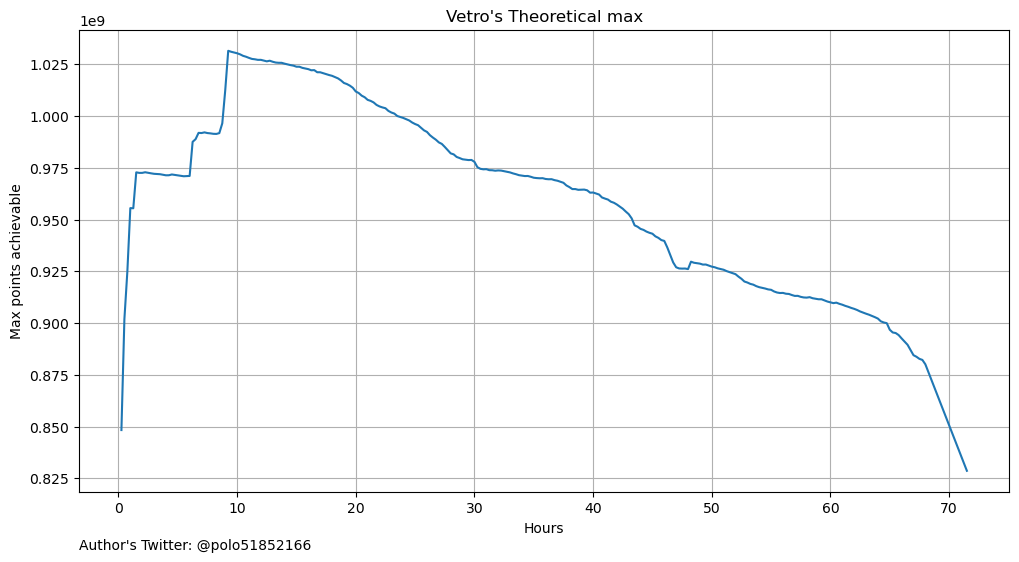 Vetro's Theoretical max
1e9
1.025
1.000
0.975
0.950
0.925
0.900
0.875
0.850
0.825
Max points achievable
0 10 20 30 40 50 60 70
Hours
Author's Twitter: @polo51852166